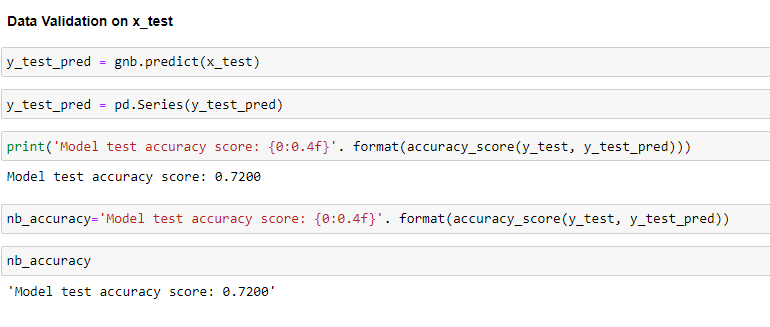 Data Validation on x_test
y_test_pred = gnb.predict(x_test)
y_test_pred = pd.Series(y_test_pred)
print('Model test accuracy score: {0:0.4f}'. format(accuracy_score(y_test, y_test_pred)))
Model test accuracy score: 0.7200
nb_accuracy='Model test accuracy score: {0:0.4f}'. format(accuracy_score(y_test, y_test_pred))
nb_accuracy
'Model test accuracy score: 0.7200'